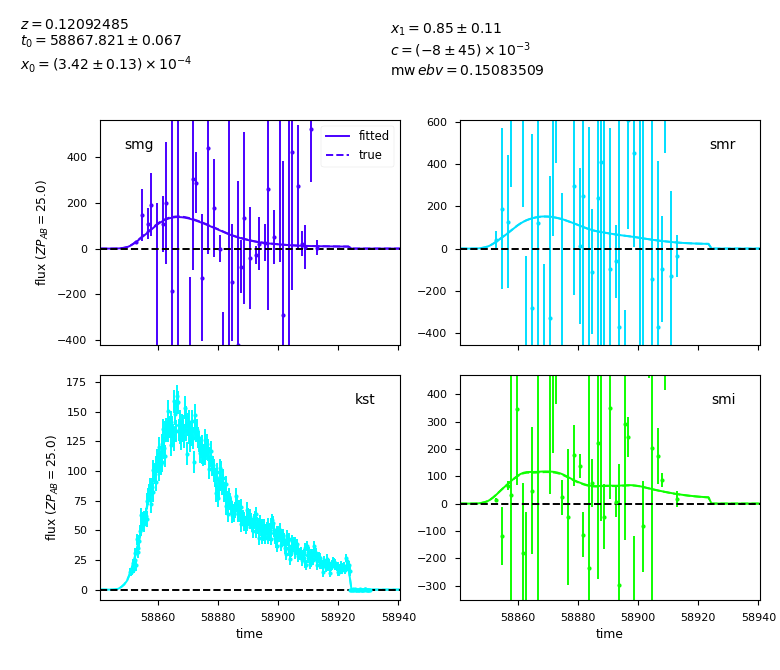 z = 0.12092485
t0 = 58867.821 ± 0.067
x0 = (3.42 ± 0.13) × 10⁻⁴
x1 = 0.85 ± 0.11
c = (−8 ± 45) × 10⁻³
mw ebv = 0.15083509
smg
fitted
true
flux (ZP_AB = 25.0)
400
200
0
−200
−400
smr
600
400
200
0
−200
−400
kst
flux (ZP_AB = 25.0)
175
150
125
100
75
50
25
0
58860 58880 58900 58920 58940
time
smi
400
300
200
100
0
−100
−200
−300
58860 58880 58900 58920 58940
time